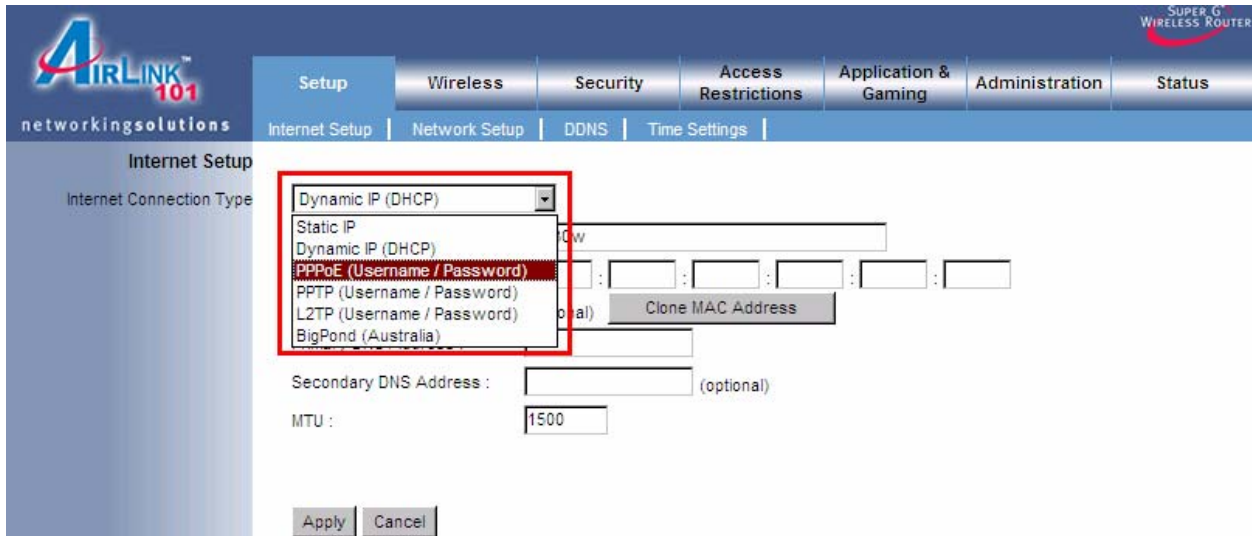 SUPER G™
WIRELESS ROUTER
AIRLINK™
101
networkingsolutions
Setup
Wireless
Security
Access
Restrictions
Application &
Gaming
Administration
Status
Internet Setup | Network Setup | DDNS | Time Settings |
Internet Setup
Internet Connection Type
Dynamic IP (DHCP)
Static IP
Dynamic IP (DHCP)
PPPoE (Username / Password)
PPTP (Username / Password)
L2TP (Username / Password)
BigPond (Australia)
: : : : :
Clone MAC Address
Secondary DNS Address :
(optional)
MTU :
1500
Apply
Cancel